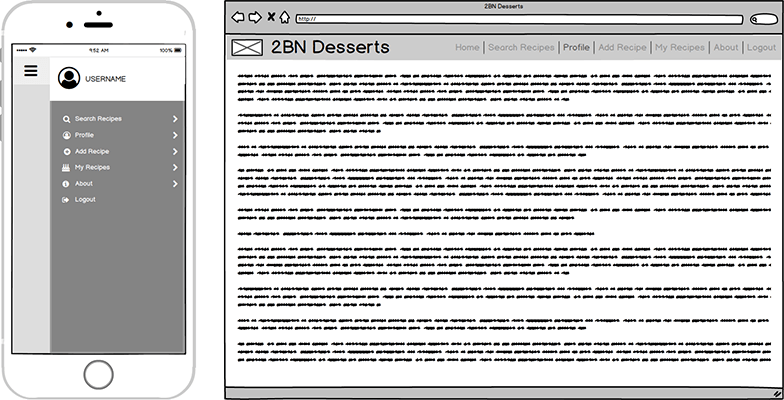 9:52 AM 100%
USERNAME
Search Recipes
Profile
Add Recipe
My Recipes
About
Logout
2BN Desserts
http://
2BN Desserts Home | Search Recipes | Profile | Add Recipe | My Recipes | About | Logout